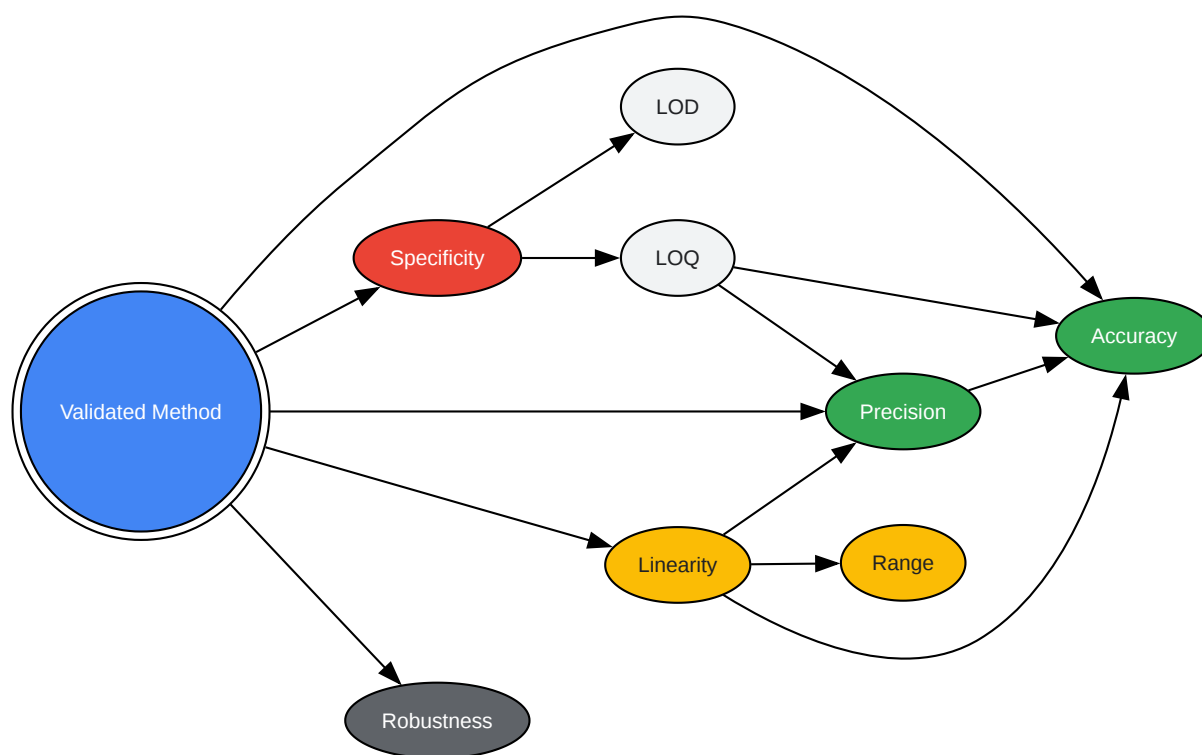 LOD
Specificity
LOQ
Accuracy
Validated Method
Precision
Linearity
Range
Robustness